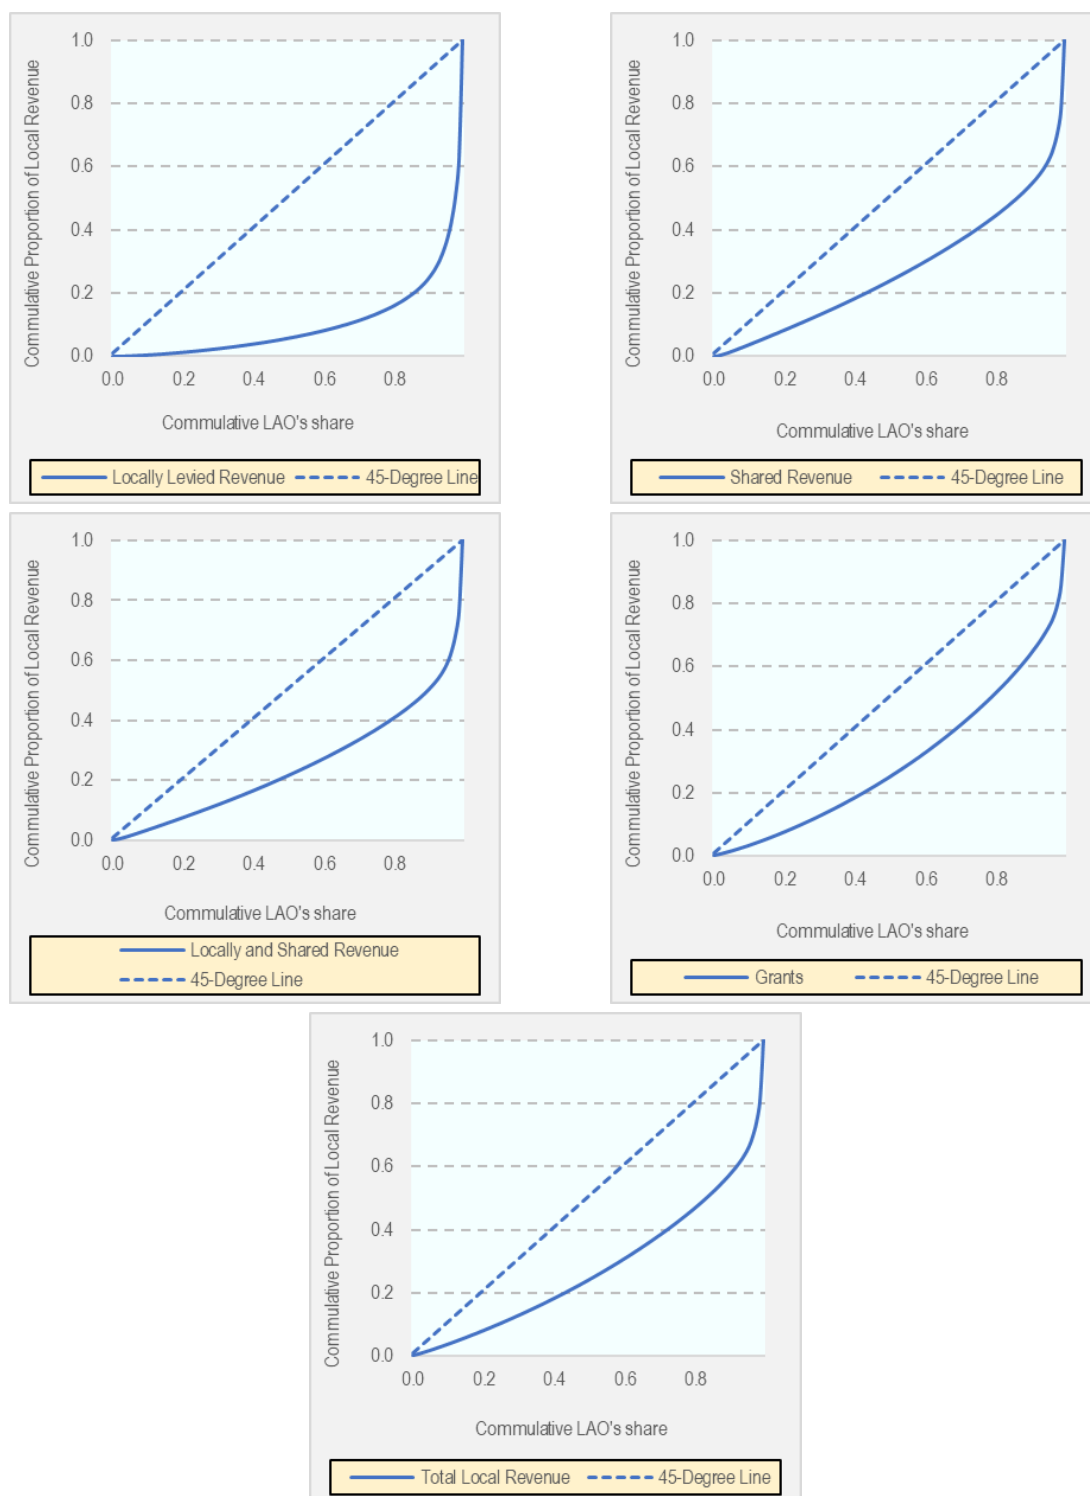 Commulative Proportion of Local Revenue
1.0
0.8
0.6
0.4
0.2
0.0
0.0 0.2 0.4 0.6 0.8
Commulative LAO's share
Locally Levied Revenue 45-Degree Line
Commulative Proportion of Local Revenue
1.0
0.8
0.6
0.4
0.2
0.0
0.0 0.2 0.4 0.6 0.8
Commulative LAO's share
Shared Revenue 45-Degree Line
Commulative Proportion of Local Revenue
1.0
0.8
0.6
0.4
0.2
0.0
0.0 0.2 0.4 0.6 0.8
Commulative LAO's share
Locally and Shared Revenue
45-Degree Line
Commulative Proportion of Local Revenue
1.0
0.8
0.6
0.4
0.2
0.0
0.0 0.2 0.4 0.6 0.8
Commulative LAO's share
Grants 45-Degree Line
Commulative Proportion of Local Revenue
1.0
0.8
0.6
0.4
0.2
0.0
0.0 0.2 0.4 0.6 0.8
Commulative LAO's share
Total Local Revenue 45-Degree Line